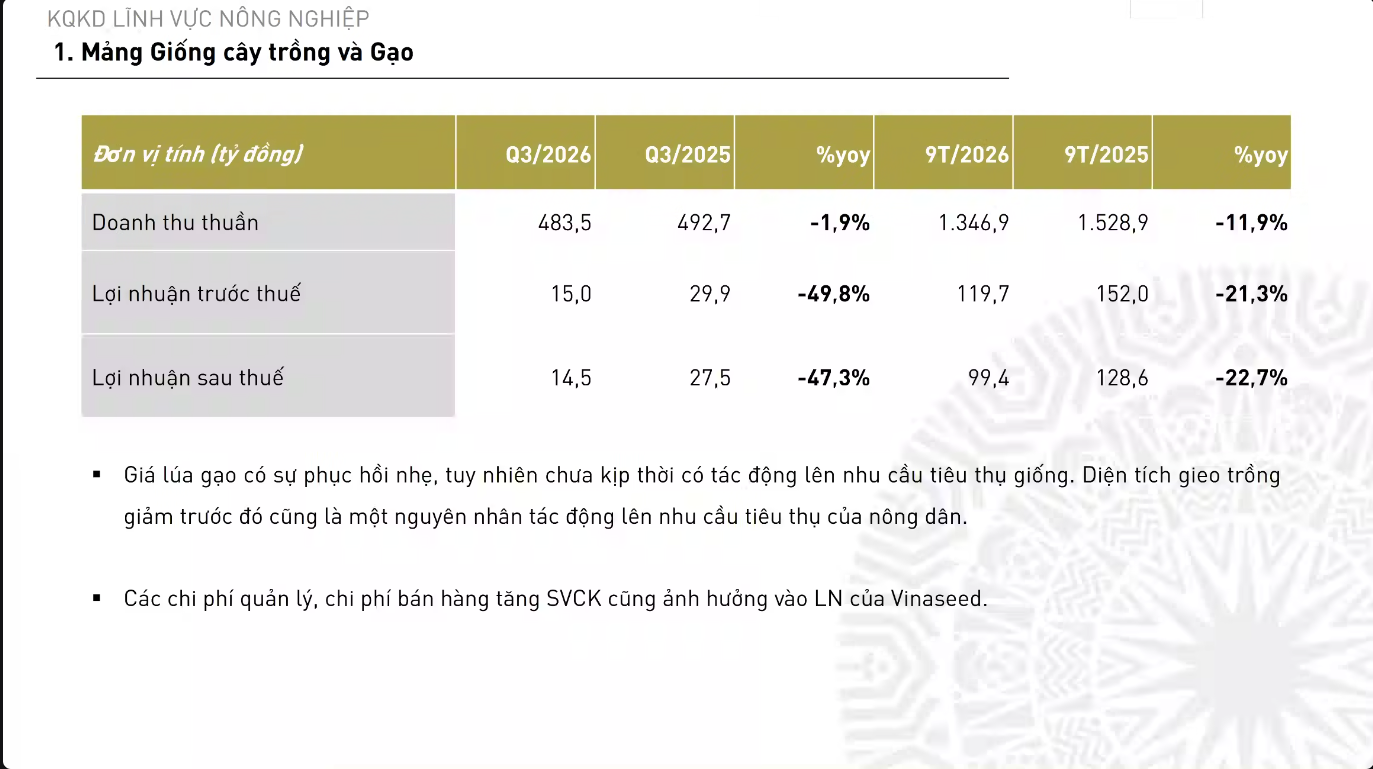 KQKD LĨNH VỰC NÔNG NGHIỆP
1. Mảng Giống cây trồng và Gạo
Đơn vị tính (tỷ đồng) Q3/2026 Q3/2025 %yoy 9T/2026 9T/2025 %yoy
Doanh thu thuần 483,5 492,7 -1,9% 1.346,9 1.528,9 -11,9%
Lợi nhuận trước thuế 15,0 29,9 -49,8% 119,7 152,0 -21,3%
Lợi nhuận sau thuế 14,5 27,5 -47,3% 99,4 128,6 -22,7%
▪ Giá lúa gạo có sự phục hồi nhẹ, tuy nhiên chưa kịp thời có tác động lên nhu cầu tiêu thụ giống. Diện tích gieo trồng
giảm trước đó cũng là một nguyên nhân tác động lên nhu cầu tiêu thụ của nông dân.
▪ Các chi phí quản lý, chi phí bán hàng tăng SVCK cũng ảnh hưởng vào LN của Vinaseed.